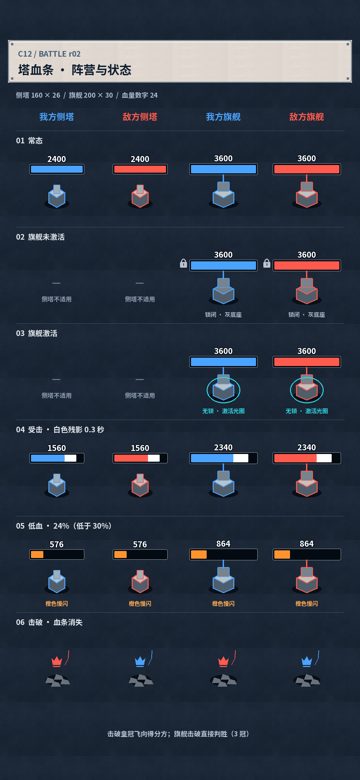 C12 / BATTLE r02
塔血条 · 阵营与状态
侧塔 160 × 26 / 旗舰 200 × 30 / 血量数字 24
我方侧塔 敌方侧塔 我方旗舰 敌方旗舰
01 常态
2400 2400 3600 3600
02 旗舰未激活
3600 3600
— —
侧塔不适用 侧塔不适用 锁闭 · 灰底座 锁闭 · 灰底座
03 旗舰激活
3600 3600
— —
侧塔不适用 侧塔不适用 无锁 · 激活光圈 无锁 · 激活光圈
04 受击 · 白色残影 0.3 秒
1560 1560 2340 2340
05 低血 · 24%（低于 30%）
576 576 864 864
橙色慢闪 橙色慢闪 橙色慢闪 橙色慢闪
06 击破 · 血条消失
击破皇冠飞向得分方；旗舰击破直接判胜（3 冠）